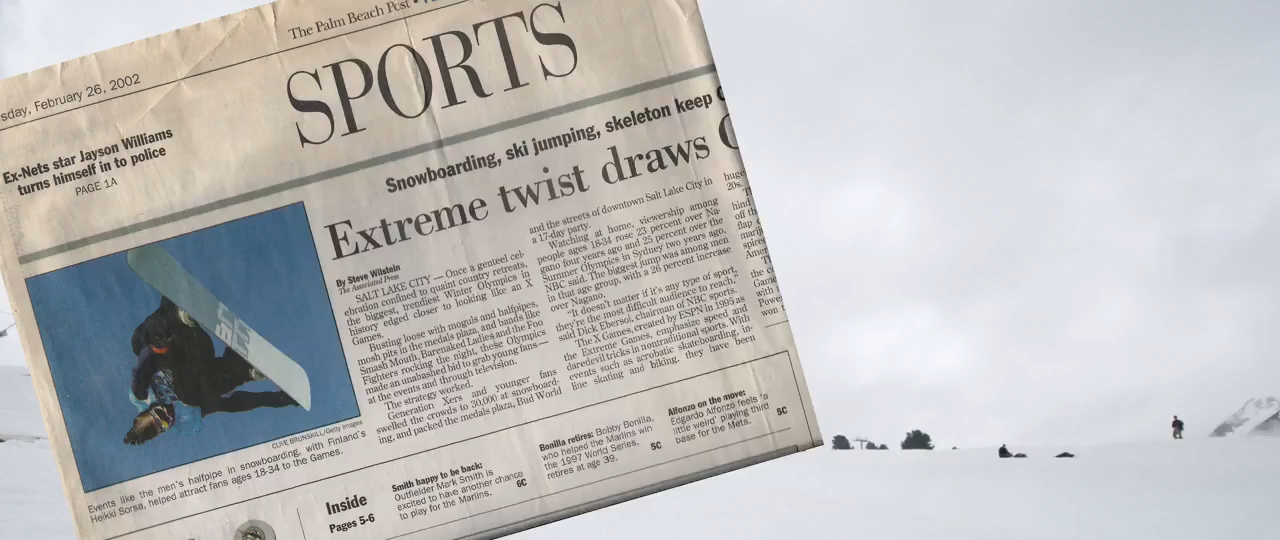 The Palm Beach Post •
sday, February 26, 2002
SPORTS
Ex-Nets star Jayson Williams
turns himself in to police
PAGE 1A
Snowboarding, ski jumping, skeleton keep
Extreme twist draws
By Steve Wilstein
The Associated Press
SALT LAKE CITY — Once a genteel cel-
ebration confined to quaint country retreats,
the biggest, trendiest Winter Olympics in
history edged closer to looking like an X
Games.
Busting loose with moguls and halfpipes,
mosh pits in the medals plaza, and bands like
Smash Mouth, Barenaked Ladies and the Foo
Fighters rocking the night, these Olympics
made an unabashed bid to grab young fans —
at the events and through television.
The strategy worked.
Generation Xers and younger fans
swelled the crowds to 30,000 at snowboard-
ing, and packed the medals plaza, Bud World
and the streets of downtown Salt Lake City in
a 17-day party.
Watching at home, viewership among
people ages 18-34 rose 23 percent over Na-
gano four years ago and 25 percent over the
Summer Olympics in Sydney two years ago,
NBC said. The biggest jump was among men
in that age group, with a 26 percent increase
over Nagano.
"It doesn't matter if it's any type of sport,
they're the most difficult audience to reach,"
said Dick Ebersol, chairman of NBC sports.
The X Games, created by ESPN in 1995 as
the Extreme Games, emphasize speed and
daredevil tricks in nontraditional sports. With
events such as acrobatic skateboarding, in-
line skating and biking, they have been
huge
20s.
hind
off th
flap
spires
Amer
Game
with
Powe
won
CLIVE BRUNSKILL/Getty Images
Events like the men's halfpipe in snowboarding, with Finland's
Heikki Sorsa, helped attract fans ages 18-34 to the Games.
Inside
Pages 5-6
Smith happy to be back:
Outfielder Mark Smith is
excited to have another chance
to play for the Marlins.
6C
Bonilla retires: Bobby Bonilla,
who helped the Marlins win
the 1997 World Series,
retires at age 39.
5C
Alfonzo on the move:
Edgardo Alfonzo feels 'a
little weird' playing third
base for the Mets.
5C